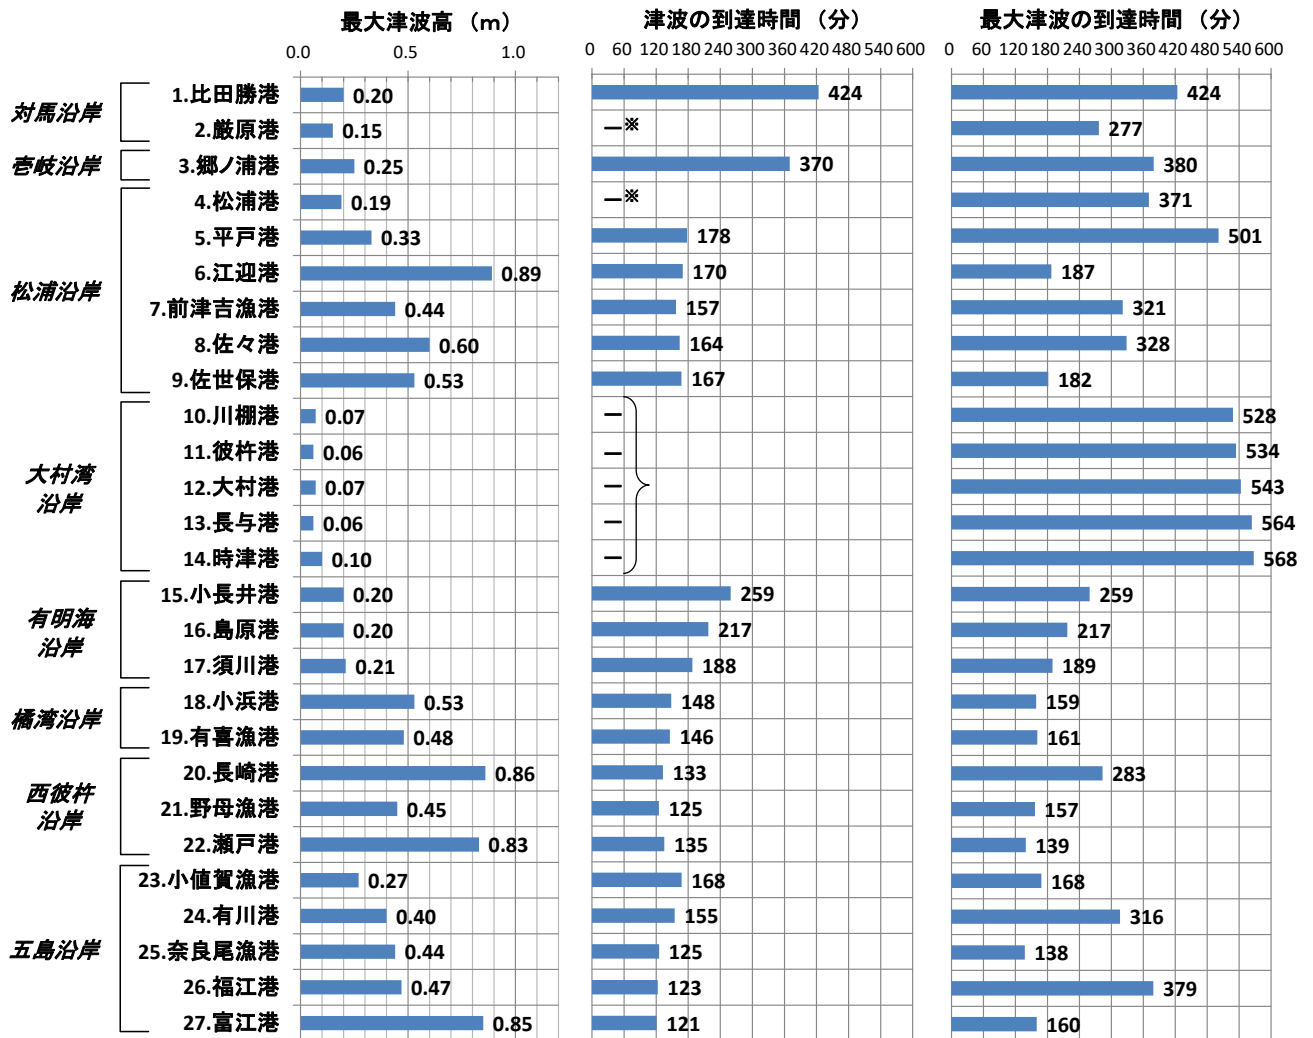 最大津波高 （m）
0.0 0.5 1.0
津波の到達時間 （分）
0 60 120 180 240 300 360 420 480 540 600
最大津波の到達時間 （分）
0 60 120 180 240 300 360 420 480 540 600
対馬沿岸
1.比田勝港 0.20 424 424
2.厳原港 0.15 ー※ 277
壱岐沿岸
3.郷ノ浦港 0.25 370 380
松浦沿岸
4.松浦港 0.19 ー※ 371
5.平戸港 0.33 178 501
6.江迎港 0.89 170 187
7.前津吉漁港 0.44 157 321
8.佐々港 0.60 164 328
9.佐世保港 0.53 167 182
大村湾
沿岸
10.川棚港 0.07 ー 528
11.彼杵港 0.06 ー 534
12.大村港 0.07 ー 543
13.長与港 0.06 ー 564
14.時津港 0.10 ー 568
有明海
沿岸
15.小長井港 0.20 259 259
16.島原港 0.20 217 217
17.須川港 0.21 188 189
橘湾沿岸
18.小浜港 0.53 148 159
19.有喜漁港 0.48 146 161
西彼杵
沿岸
20.長崎港 0.86 133 283
21.野母漁港 0.45 125 157
22.瀬戸港 0.83 135 139
五島沿岸
23.小値賀漁港 0.27 168 168
24.有川港 0.40 155 316
25.奈良尾漁港 0.44 125 138
26.福江港 0.47 123 379
27.富江港 0.85 121 160